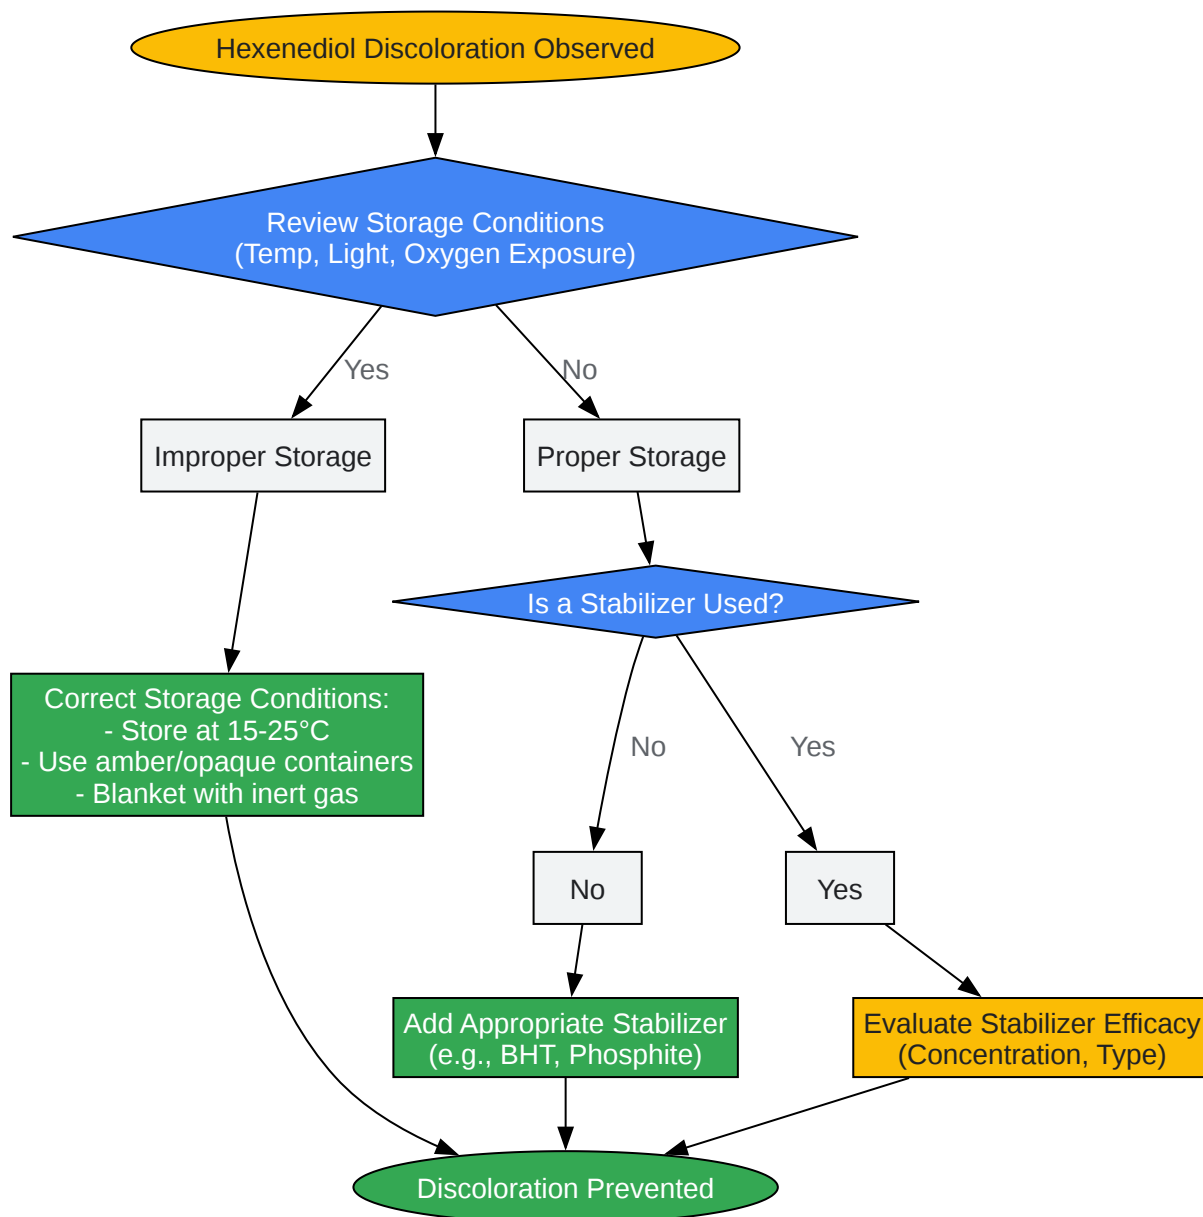 Hexenediol Discoloration Observed
Review Storage Conditions
(Temp, Light, Oxygen Exposure)
Yes
No
Improper Storage
Proper Storage
Is a Stabilizer Used?
Correct Storage Conditions:
- Store at 15-25°C
- Use amber/opaque containers
- Blanket with inert gas
No
Yes
No
Yes
Add Appropriate Stabilizer
(e.g., BHT, Phosphite)
Evaluate Stabilizer Efficacy
(Concentration, Type)
Discoloration Prevented